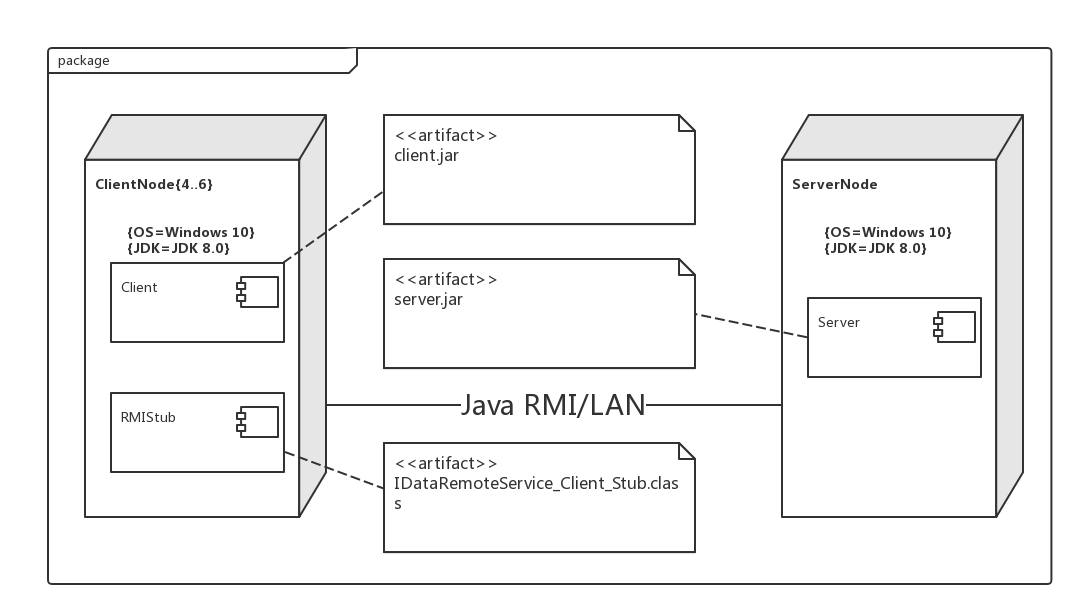 package
ClientNode{4..6}
{OS=Windows 10}
{JDK=JDK 8.0}
Client
RMIStub
<<artifact>>
client.jar
<<artifact>>
server.jar
Java RMI/LAN
<<artifact>>
IDataRemoteService_Client_Stub.clas
s
ServerNode
{OS=Windows 10}
{JDK=JDK 8.0}
Server